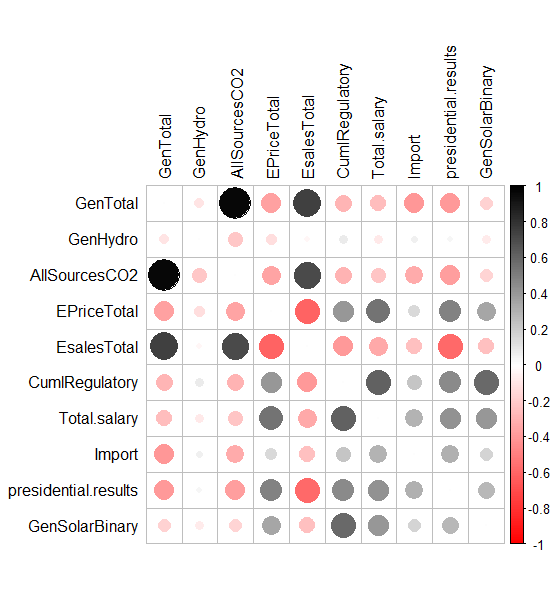 GenTotal
GenHydro
AllSourcesCO2
EPriceTotal
EsalesTotal
CumlRegulatory
Total.salary
Import
presidential.results
GenSolarBinary
GenTotal
GenHydro
AllSourcesCO2
EPriceTotal
EsalesTotal
CumlRegulatory
Total.salary
Import
presidential.results
GenSolarBinary
1
0.8
0.6
0.4
0.2
0
-0.2
-0.4
-0.6
-0.8
-1